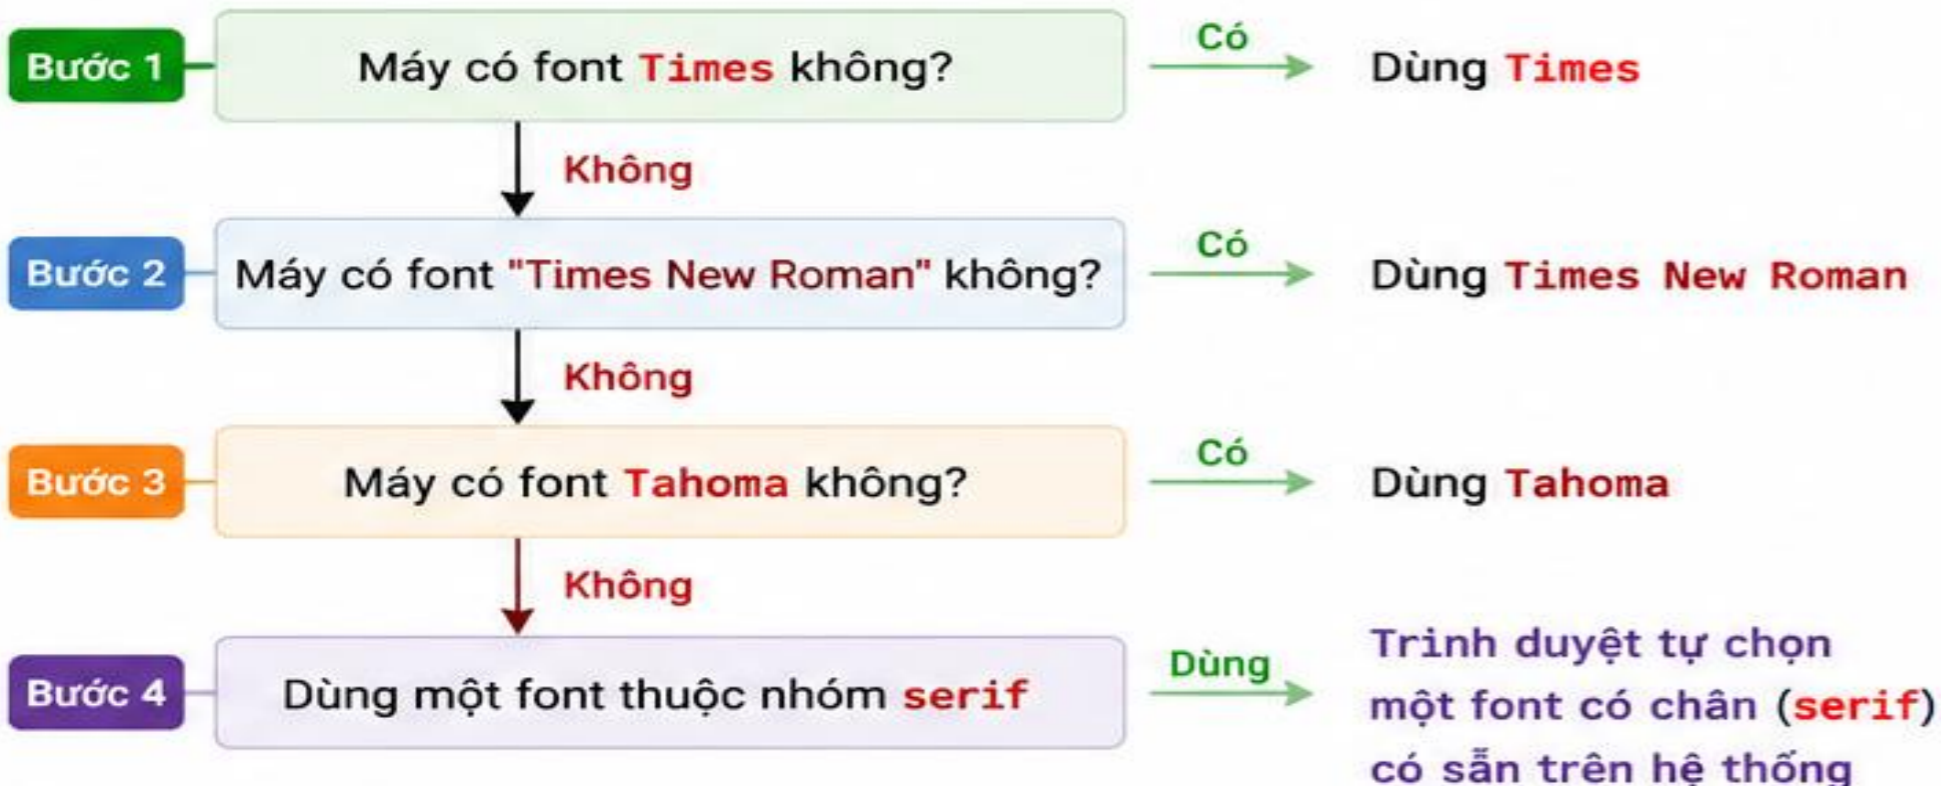 Bước 1
Máy có font Times không?
Có
Dùng Times
Không
Bước 2
Máy có font "Times New Roman" không?
Có
Dùng Times New Roman
Không
Bước 3
Máy có font Tahoma không?
Có
Dùng Tahoma
Không
Bước 4
Dùng một font thuộc nhóm serif
Dùng
Trình duyệt tự chọn
một font có chân (serif)
có sẵn trên hệ thống